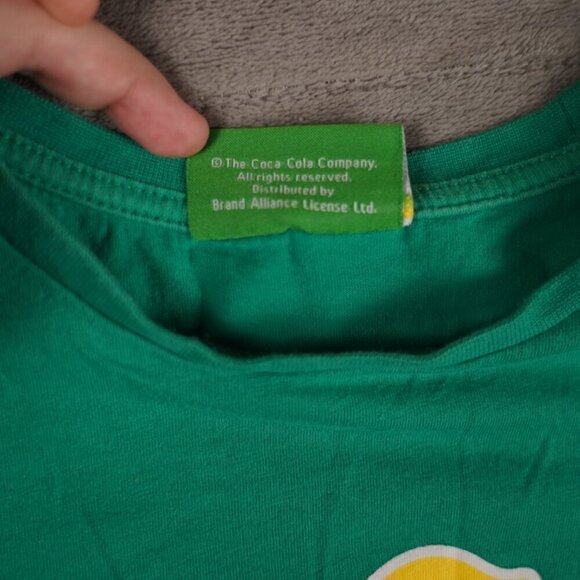 © The Coca-Cola Company.
All rights reserved.
Distributed by
Brand Alliance License Ltd.